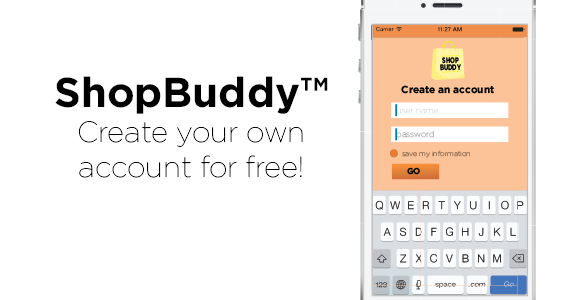 ShopBuddy™
Create your own
account for free!
Carrier 11:27 AM
SHOP
BUDDY
Create an account
user name
password
save my information
GO
Q W E R T Y U I O P
A S D F G H J K L
Z X C V B N M
123 space .com Go